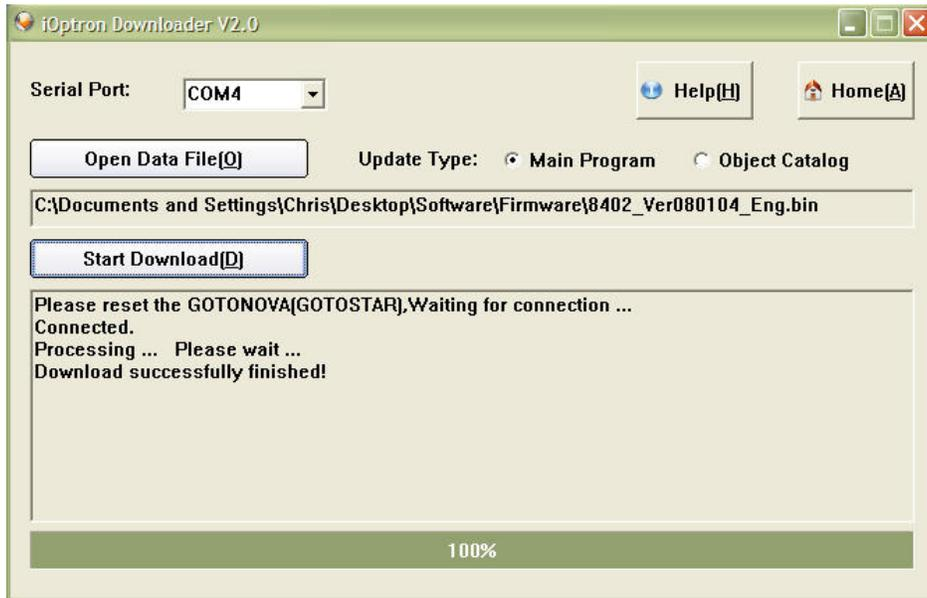 iOptron Downloader V2.0
Serial Port: COM4 Help(H) Home(A)
Open Data File(O) Update Type: Main Program Object Catalog
C:\Documents and Settings\Chris\Desktop\Software\Firmware\8402_Ver080104_Eng.bin
Start Download(D)
Please reset the GOTONOVA(GOTOSTAR),Waiting for connection ...
Connected.
Processing ... Please wait ...
Download successfully finished!
100%